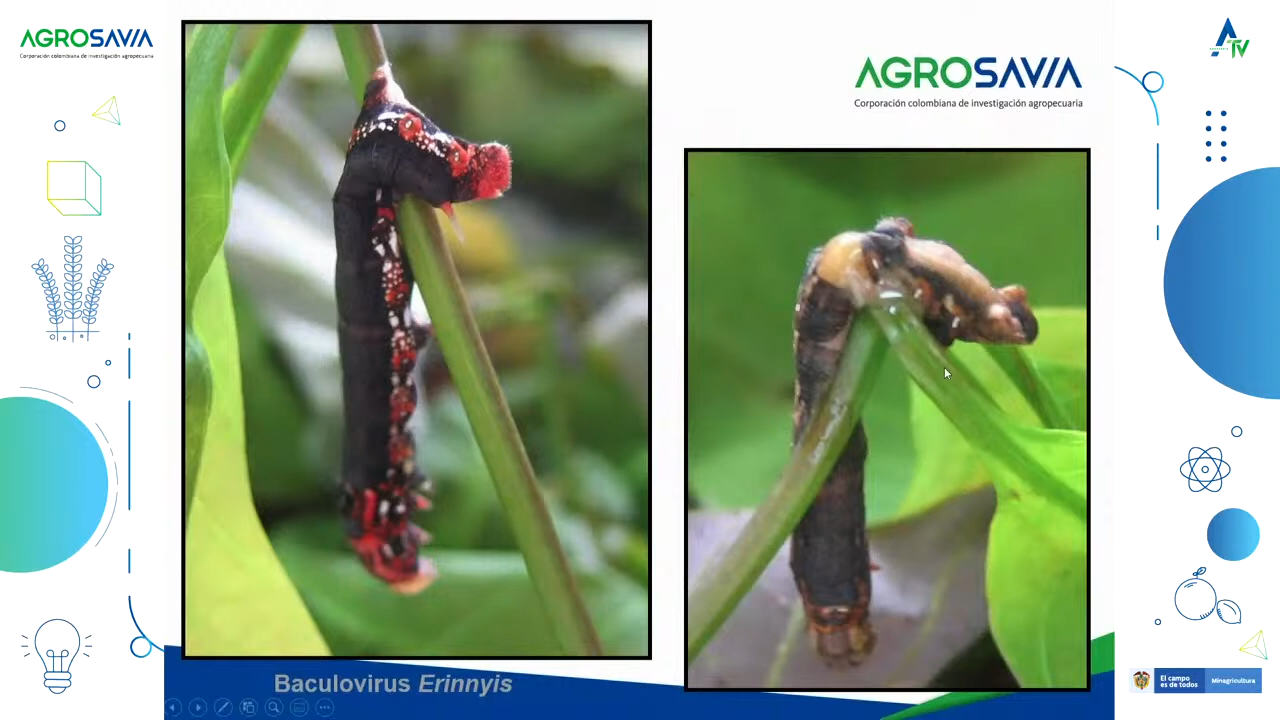 AGROSAVIA
Corporación colombiana de investigación agropecuaria
AGROSAVIA
Corporación colombiana de investigación agropecuaria
TV
Baculovirus Erinnyis
El campo
es de todos
Minagricultura